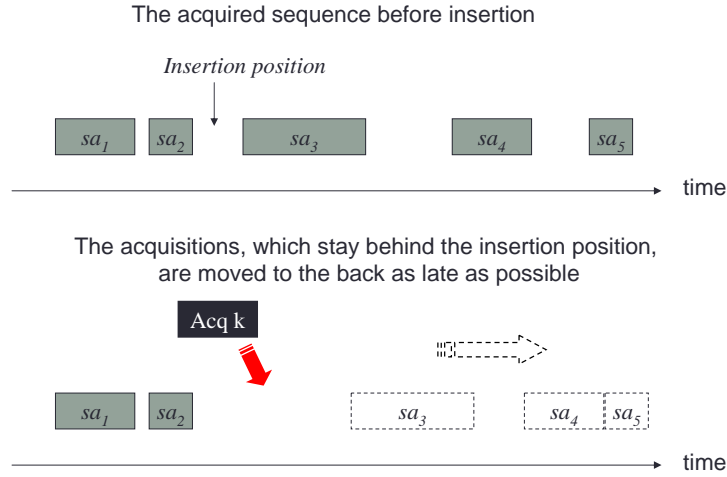 The acquired sequence before insertion
Insertion position
sa1 sa2 sa3 sa4 sa5
time
The acquisitions, which stay behind the insertion position,
are moved to the back as late as possible
Acq k
sa1 sa2 sa3 sa4 sa5
time